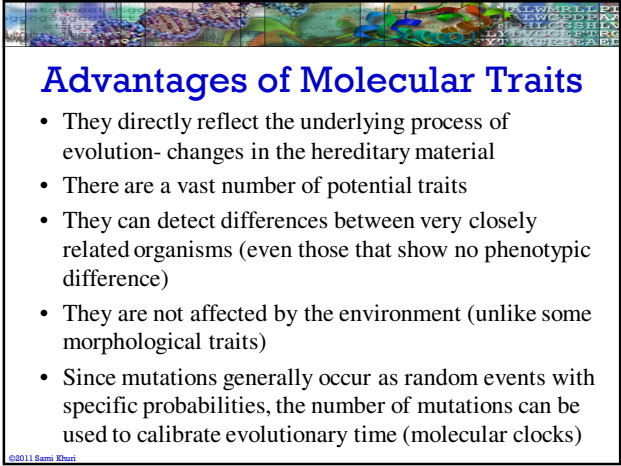 ALWMRLLPI
LWGPDPAA
Advantages of Molecular Traits
• They directly reflect the underlying process of
evolution- changes in the hereditary material
• There are a vast number of potential traits
• They can detect differences between very closely
related organisms (even those that show no phenotypic
difference)
• They are not affected by the environment (unlike some
morphological traits)
• Since mutations generally occur as random events with
specific probabilities, the number of mutations can be
used to calibrate evolutionary time (molecular clocks)
©2011 Sami Khuri